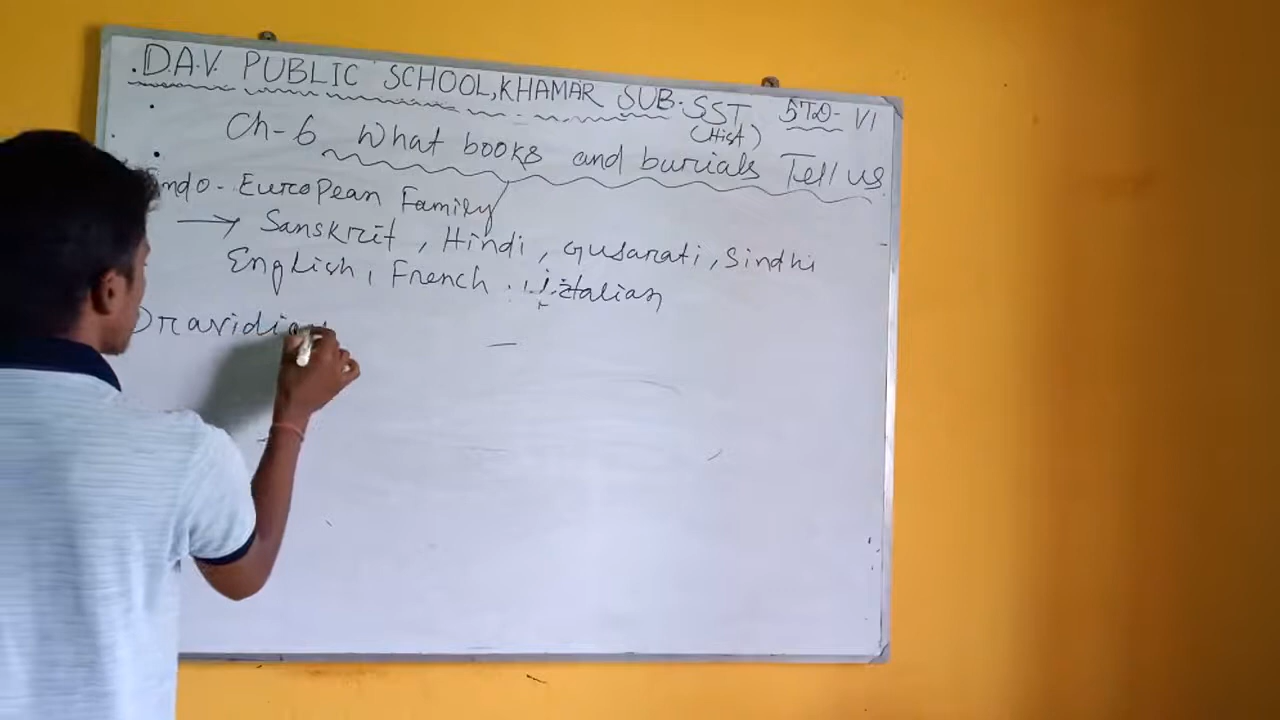 D.A.V. PUBLIC SCHOOL, KHAMAR SUB- SST STD- VI
(Hist)
Ch-6 What books and burials Tell us
Indo- European Family
→ Sanskrit, Hindi, Gujarati, Sindhi
English, French Italian
Dravidian